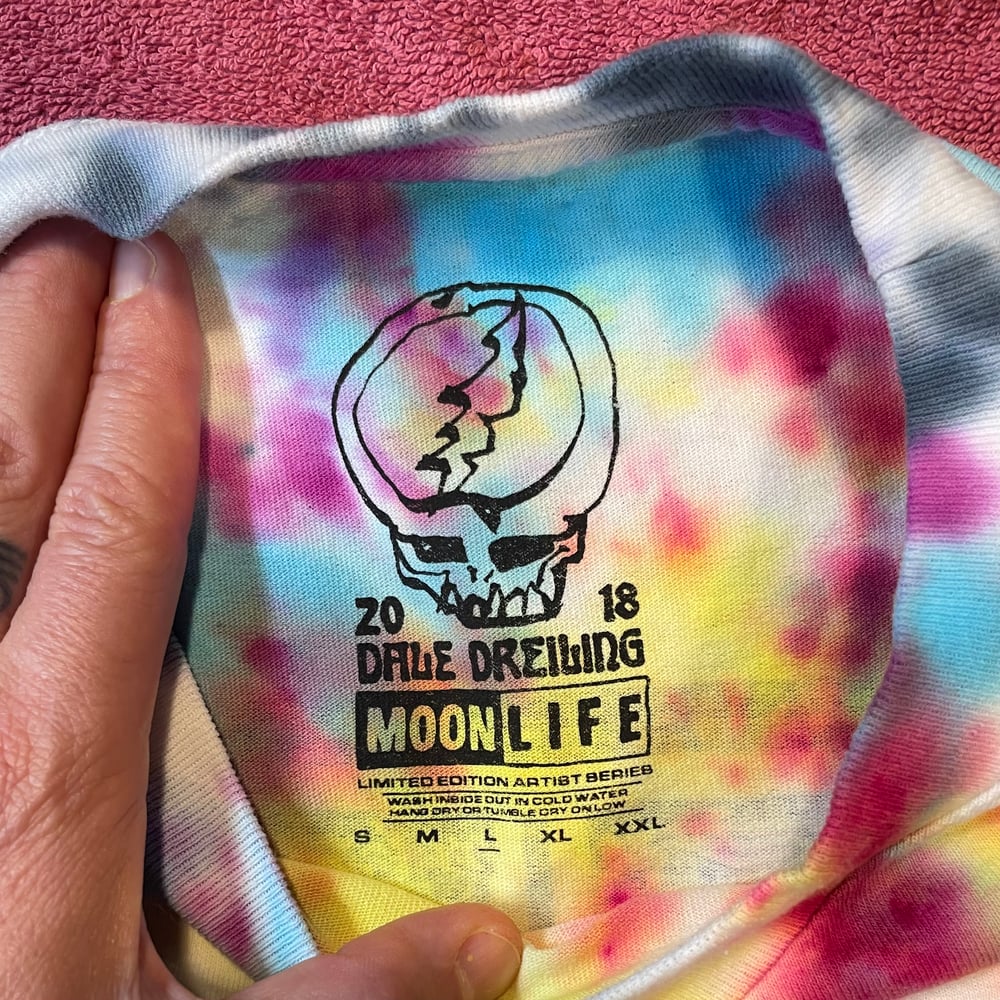 20 18
DALE DREILING
MOONLIFE
LIMITED EDITION ARTIST SERIES
WASH INSIDE OUT IN COLD WATER
HANG DRY OR TUMBLE DRY ON LOW
S M L XL XXL